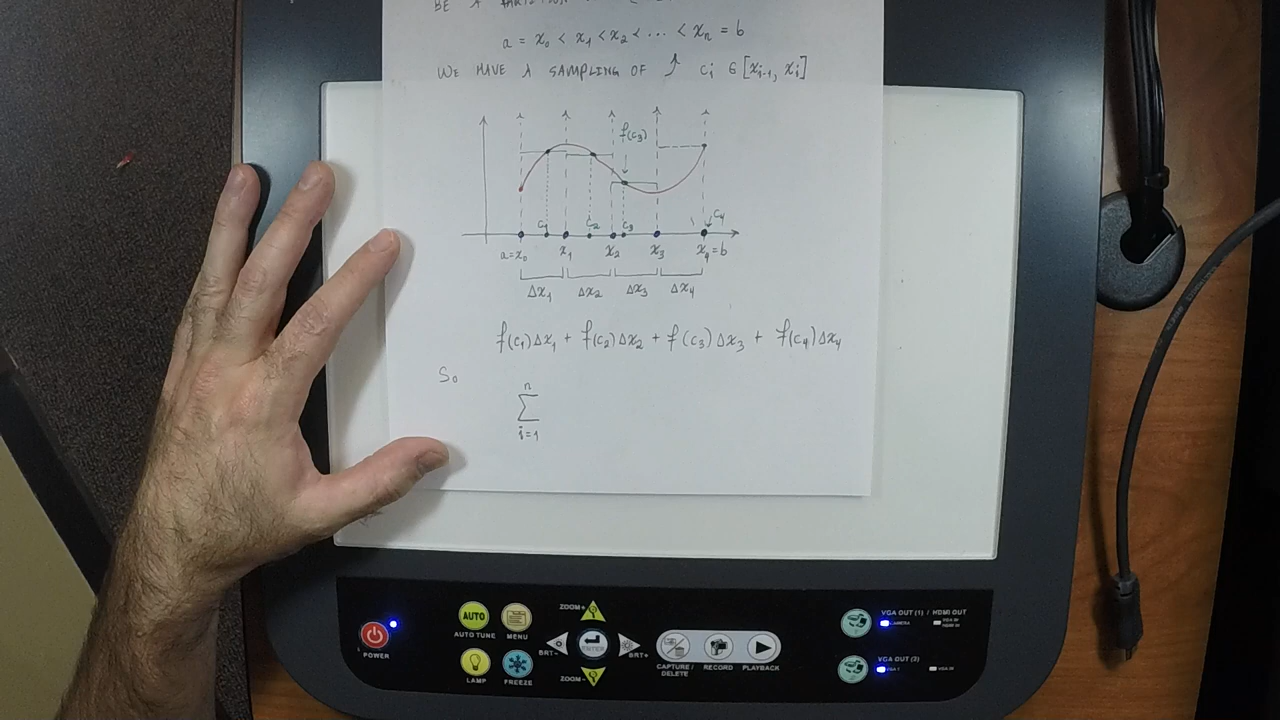 BE A PARTITION
a = x₀ < x₁ < x₂ < ... < xₙ = b
WE HAVE A SAMPLING OF ↑ cᵢ ∈ [xᵢ₋₁, xᵢ]
f(c₃)
c₁ c₂ c₃ c₄
a=x₀ x₁ x₂ x₃ x₄=b
Δx₁ Δx₂ Δx₃ Δx₄
f(c₁)Δx₁ + f(c₂)Δx₂ + f(c₃)Δx₃ + f(c₄)Δx₄
So
n
∑
i=1
ZOOM+
AUTO
AUTO TUNE MENU
POWER
BRT- ENTER BRT+
CAPTURE / DELETE RECORD PLAYBACK
LAMP FREEZE
ZOOM-
VGA OUT (1) / HDMI OUT
CAMERA
VGA OUT (2)